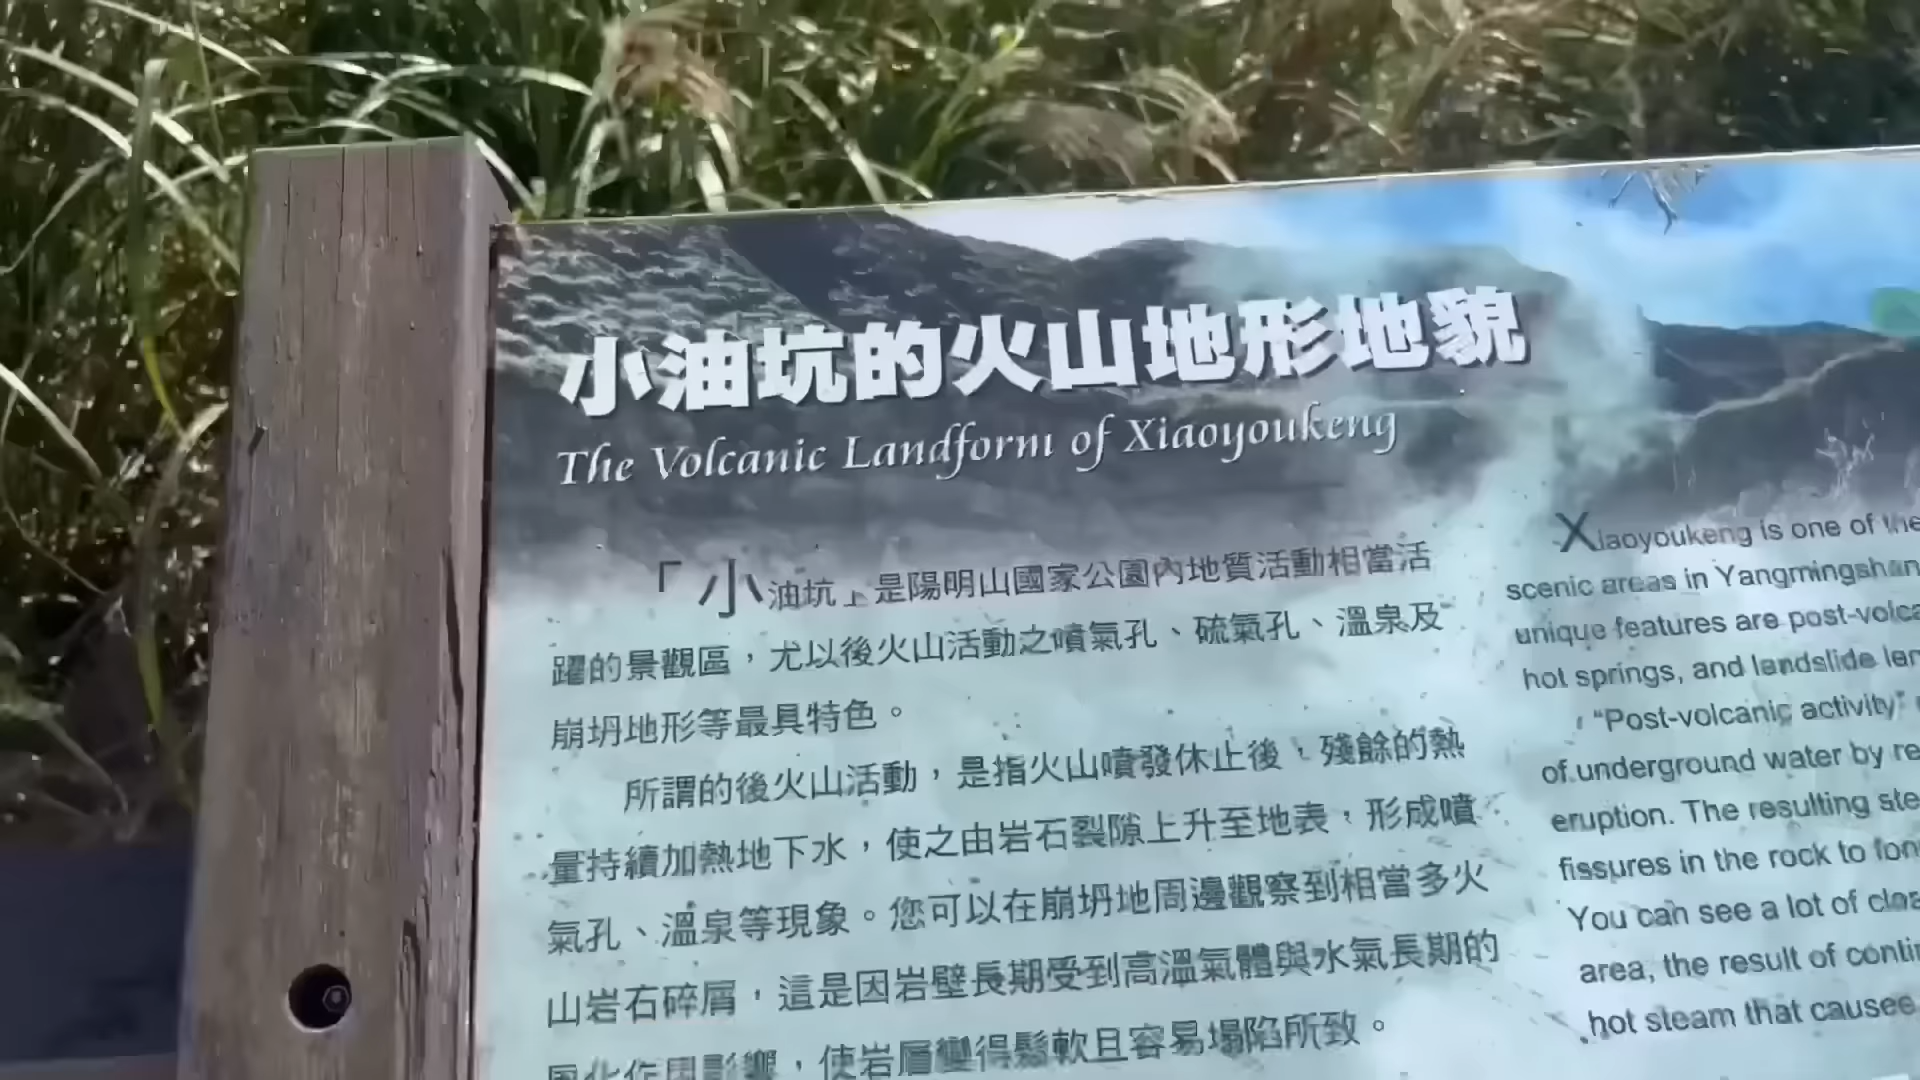 小油坑的火山地形地貌
The Volcanic Landform of Xiaoyoukeng
「小油坑」是陽明山國家公園內地質活動相當活
躍的景觀區，尤以後火山活動之噴氣孔、硫氣孔、溫泉及
崩坍地形等最具特色。
所謂的後火山活動，是指火山噴發休止後，殘餘的熱
量持續加熱地下水，使之由岩石裂隙上升至地表，形成噴
氣孔、溫泉等現象。您可以在崩坍地周邊觀察到相當多火
山岩石碎屑，這是因岩壁長期受到高溫氣體與水氣長期的
風化作用影響，使岩層變得鬆軟且容易塌陷所致。
Xiaoyoukeng is one of the
scenic areas in Yangmingshan
unique features are post-volca
hot springs, and landslide lan
"Post-volcanic activity"
of underground water by re
eruption. The resulting ste
fissures in the rock to for
You can see a lot of cla
area, the result of conti
hot steam that cause